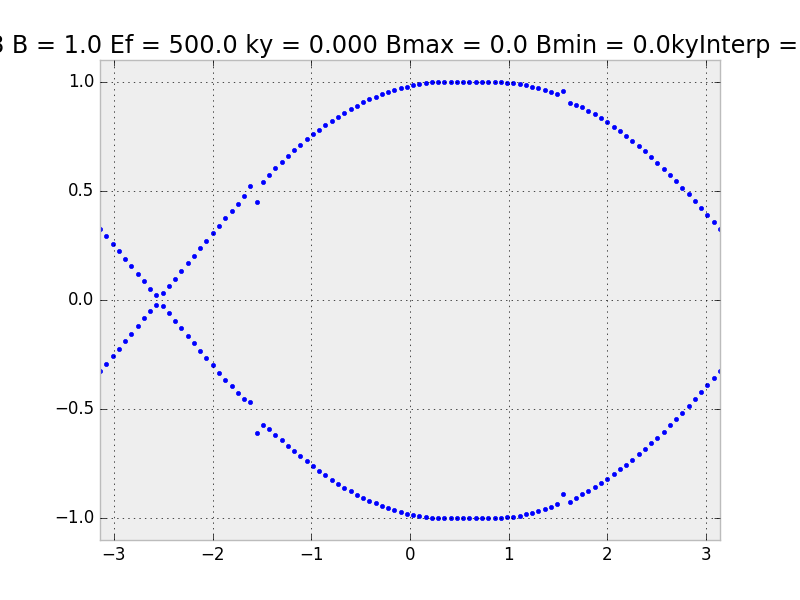 B = 1.0 Ef = 500.0 ky = 0.000 Bmax = 0.0 Bmin = 0.0kyInterp =
1.0
0.5
0.0
−0.5
−1.0
−3 −2 −1 0 1 2 3